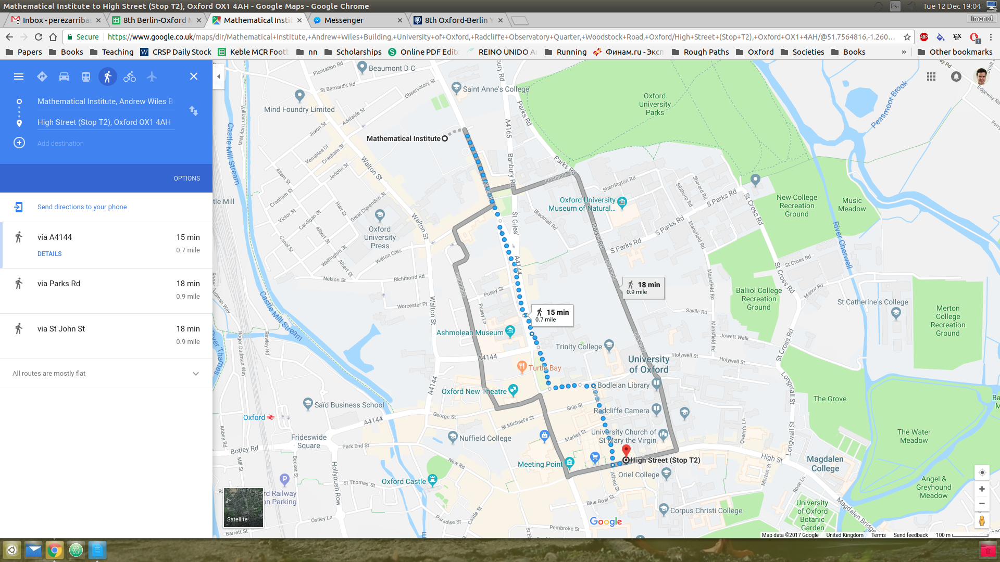 Mathematical Institute to High Street (Stop T2), Oxford OX1 4AH - Google Maps - Google Chrome
Es₁
Tue 12 Dec 19:04
Inbox - perezarribas
8th Berlin-Oxford
Mathematical Insti
Messenger
8th Oxford-Berlin Y
Imanol
Secure
https://www.google.co.uk/maps/dir/Mathematical+Institute,+Andrew+Wiles+Building,+University+of+Oxford,+Radcliffe+Observatory+Quarter,+Woodstock+Road,+Oxford/High+Street+(Stop+T2),+Oxford+OX1+4AH/@51.7564816,-1.260...
Papers
Books
Teaching
CRSP Daily Stock
Keble MCR Foot
nn
Scholarships
Online PDF Edit
REINO UNIDO
Running
Финам.ru - Эксп
Rough Paths
Oxford
Societies
Books
»
Other bookmarks
Mathematical Institute, Andrew Wiles B
High Street (Stop T2), Oxford OX1 4AH
Add destination
OPTIONS
Send directions to your phone
via A4144
15 min
DETAILS
0.7 mile
via Parks Rd
18 min
0.9 mile
via St John St
18 min
0.9 mile
All routes are mostly flat
Plantation Rd
Beaumont D C
St Bernard's Rd
Observatory St
Saint Anne's College
Mind Foundry Limited
Adelaide St
Juxon St
William Lucy Way
Castle Mill Stream
Mathematical Institute
Venables Cl
Cranham St
Jericho St
Allam St
Walton St
Parks Rd
A4165
Banbury Rd
Parks Rd
Keble Rd
A4144
Oxford
University
Parks
Peasmoor Brook
Edgeway Rd
Cranham St
Victor St
Cardigan St
Hart St
Great Clarendon St
Albert St
Canal St
Wellington St
Albert St
Oxford
University
Press
Walton St
Walton Cres
Nelson St
Richmond Rd
Worcester Pl
Walton St
Roger Dudman Way
Castle Mill Stream
St Giles'
A4144
Blackhall Rd
Oxford University
Museum of Natural...
Sherrington Rd
Sibthorp Rd
Sherard Rd
S Parks Rd
S Parks Rd
S Parks Rd
Mansfield Rd
Mansfield Rd
Mansfield Rd
St Cross Rd
New College
Recreation
Ground
Music
Meadow
River Cherwell
St Cross Rd
St Cross Rd
Manor Rd
Parks Rd
Parks Rd
Parks Rd
18 min
0.9 mile
15 min
0.7 mile
Balliol College
Recreation
Ground
St Catherine's College
Merton
College
Recreation
Ground
Savile Rd
Jowett Walk
St Cross Rd
Pusey St
Pusey Ln
St John St
Ashmolean Museum
A4144
Turtle Bay
Trinity College
University
of Oxford
Holywell St
Holywell St
Longwall St
Longwall St
Oxford New Theatre
Bodleian Library
Turl St
Radcliffe Camera
Ship St
St Michael's St
Market St
George St
A4144
A4144
Saïd Business School
Oxford
Roger Dudman Way
Rewley Rd
Abbey Rd
Botley Rd
Mill St
Becket St
Frideswide
Square
Park End St
Hollybush Row
Nuffield College
New Rd
University Church of
St Mary the Virgin
High Street (Stop T2)
Meeting Point
Oriel College
Alfred St
Oxford Castle
St Thomas' St
Osney Ln
Barrett St
Paradise St
Castle St
Blue Boar St
Corpus Christi College
The Grove
Queen's Ln
High St
Merton St
Magdalen
College
Rose Ln
The Water
Meadow
Angel &
Greyhound
Meadow
Magdalen Bridge
University
of Oxford
Botanic
Garden
Satellite
Google
Map data ©2017 Google
United Kingdom
Terms
Send feedback
100 m